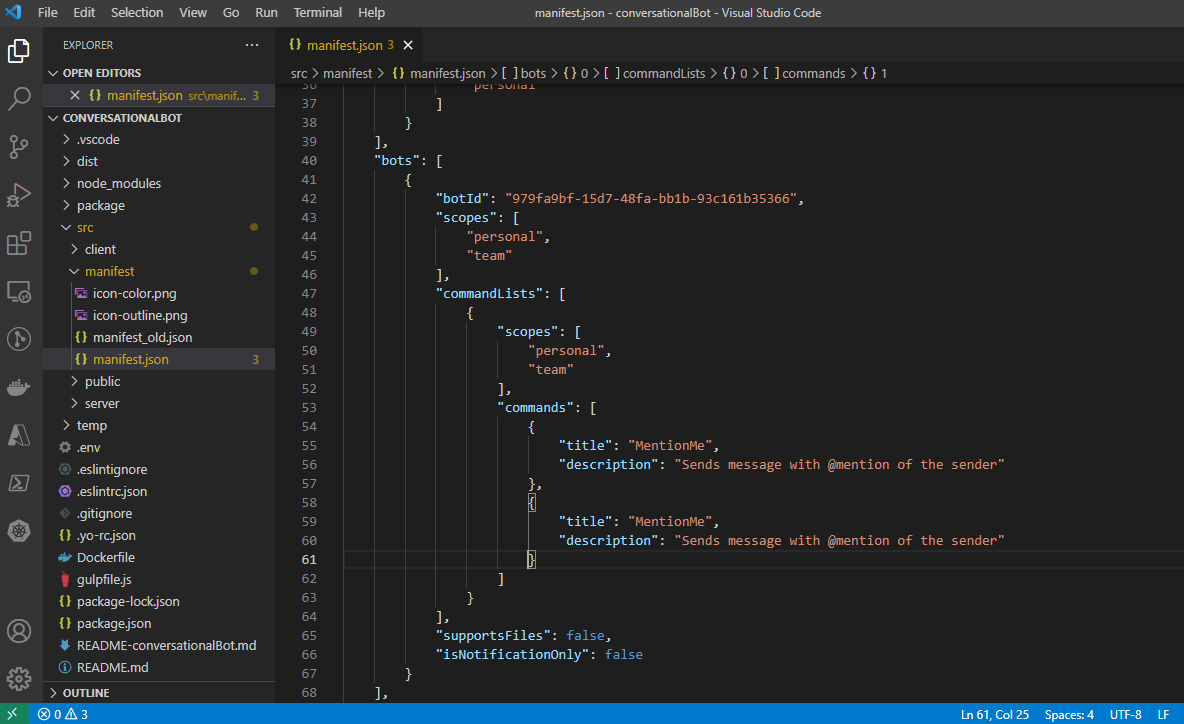 File Edit Selection View Go Run Terminal Help manifest.json - conversationalBot - Visual Studio Code
EXPLORER ...
OPEN EDITORS
manifest.json src\manif... 3
CONVERSATIONALBOT
.vscode
dist
node_modules
package
src
client
manifest
icon-color.png
icon-outline.png
{} manifest_old.json
{} manifest.json 3
public
server
temp
.env
.eslintignore
.eslintrc.json
.gitignore
{} .yo-rc.json
Dockerfile
gulpfile.js
{} package-lock.json
{} package.json
README-conversationalBot.md
README.md
OUTLINE
{} manifest.json 3
src > manifest > {} manifest.json > [ ] bots > {} 0 > [ ] commandLists > {} 0 > [ ] commands > {} 1
36 "personal"
37 ]
38 }
39 ],
40 "bots": [
41 {
42 "botId": "979fa9bf-15d7-48fa-bb1b-93c161b35366",
43 "scopes": [
44 "personal",
45 "team"
46 ],
47 "commandLists": [
48 {
49 "scopes": [
50 "personal",
51 "team"
52 ],
53 "commands": [
54 {
55 "title": "MentionMe",
56 "description": "Sends message with @mention of the sender"
57 },
58 {
59 "title": "MentionMe",
60 "description": "Sends message with @mention of the sender"
61 }
62 ]
63 }
64 ],
65 "supportsFiles": false,
66 "isNotificationOnly": false
67 }
68 ],
0 3 Ln 61, Col 25 Spaces: 4 UTF-8 LF